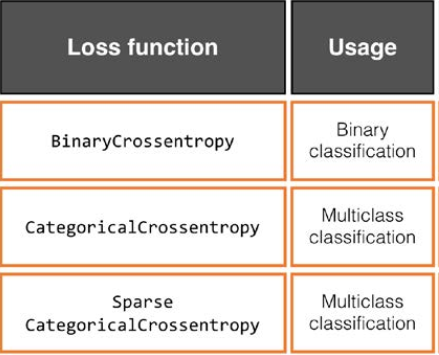 Loss function
Usage
BinaryCrossentropy
Binary
classification
CategoricalCrossentropy
Multiclass
classification
Sparse
CategoricalCrossentropy
Multiclass
classification